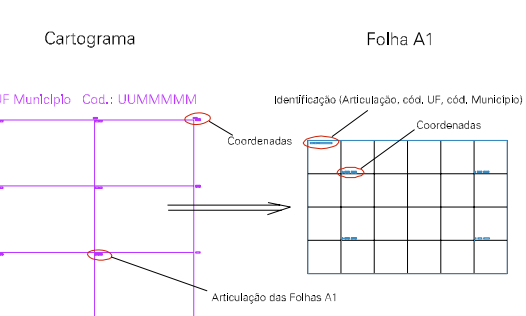 Cartograma
Folha A1
UF Município Cod.: UUMMMMM
Identificação (Articulação, cód. UF, cód. Município)
Coordenadas
Coordenadas
Articulação das Folhas A1